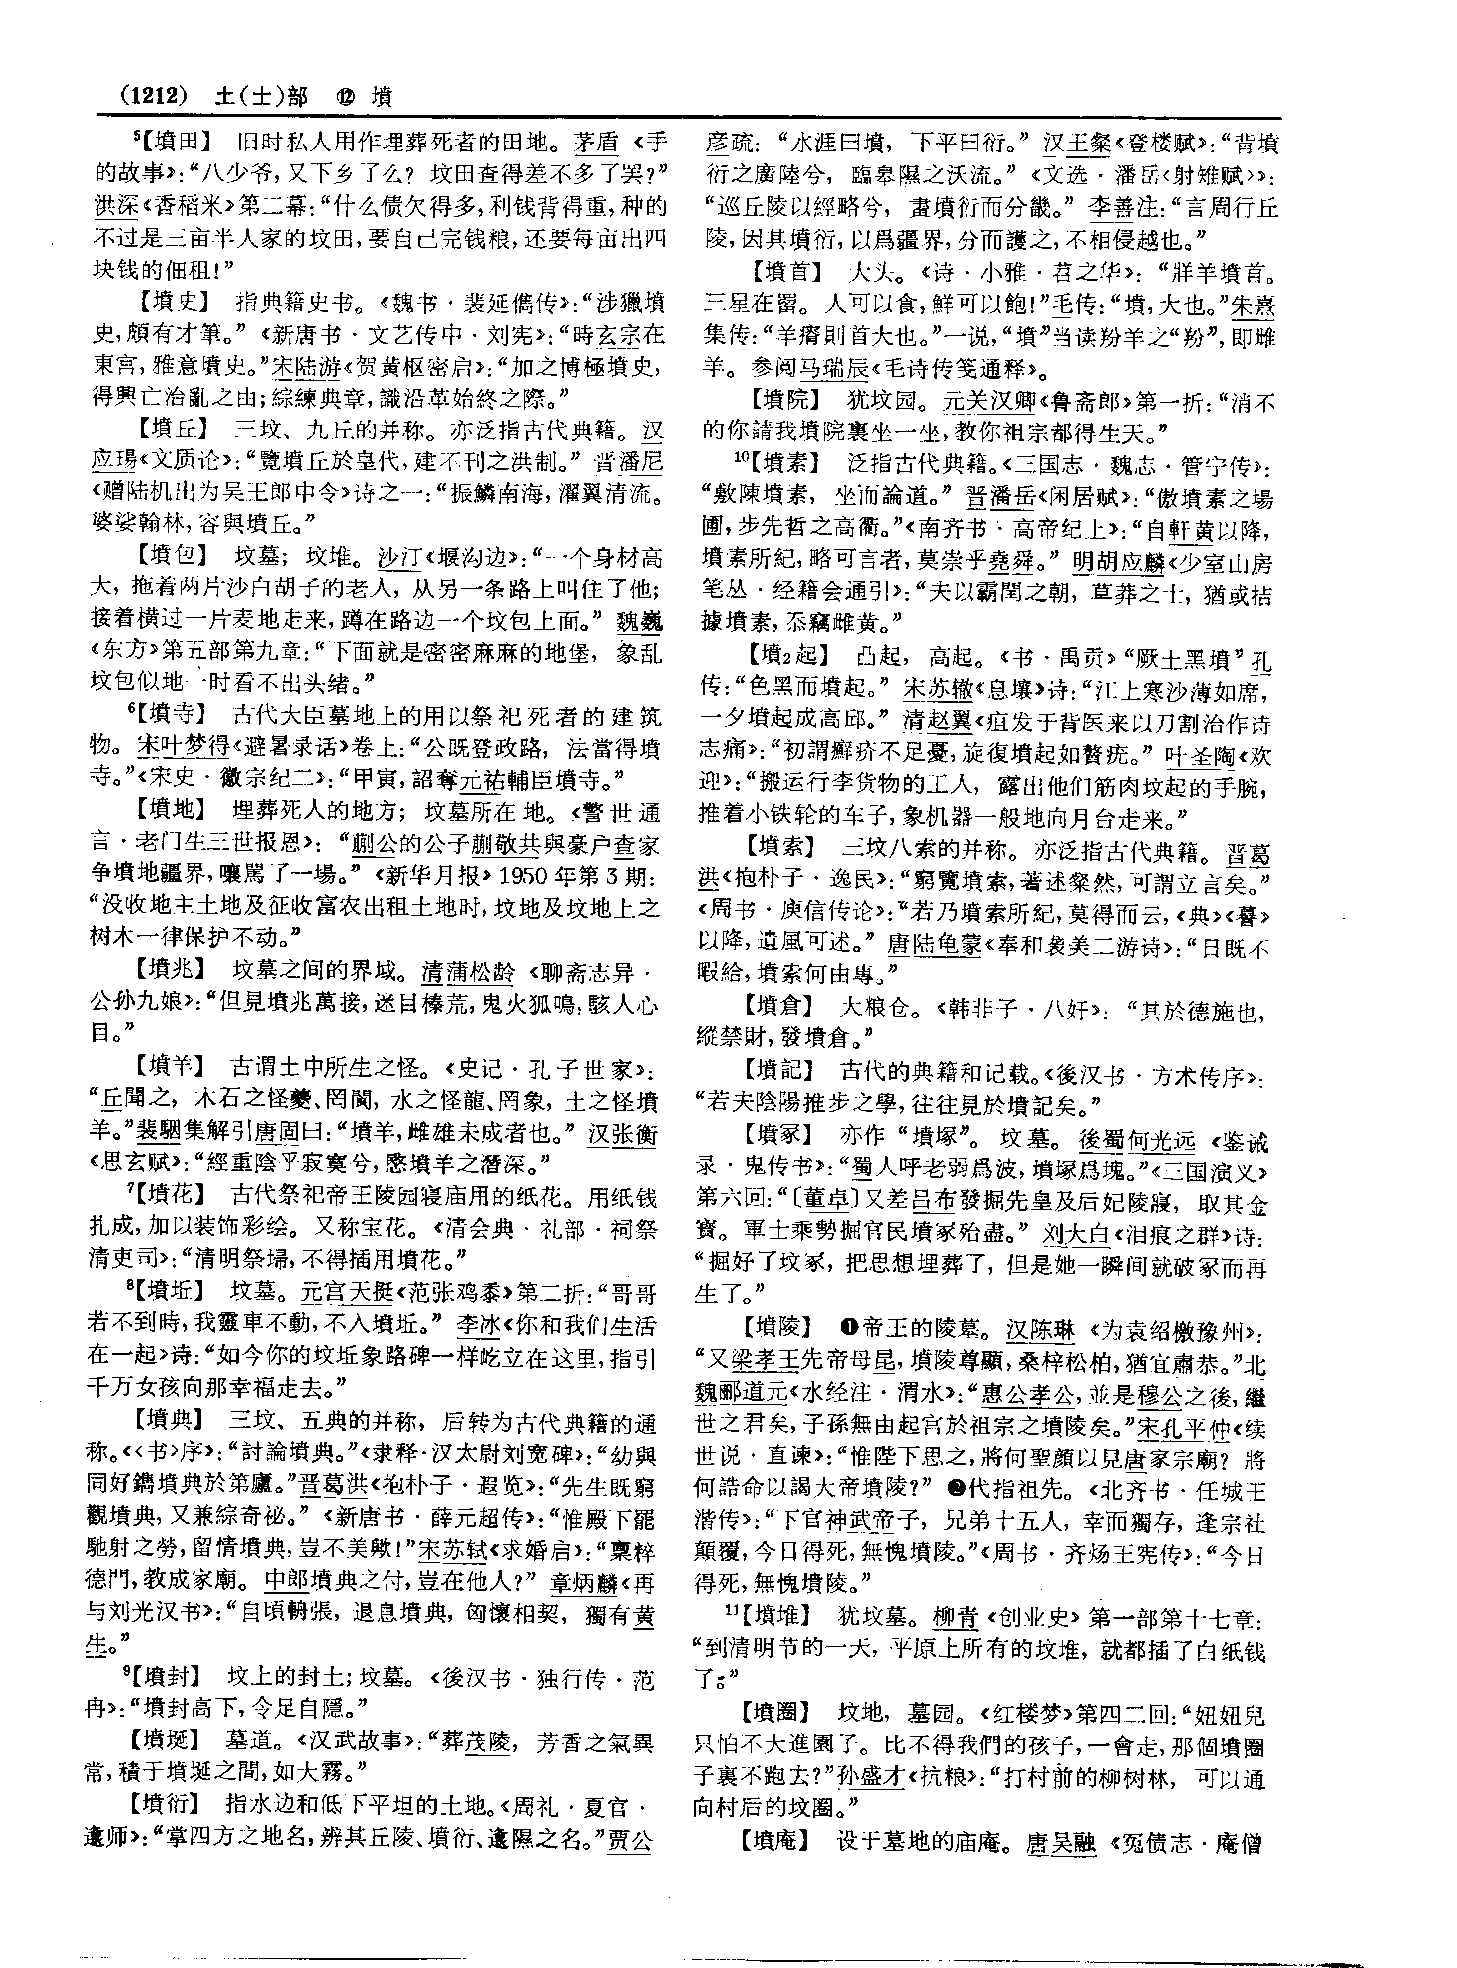 (1212) 土(士)部 ⑫ 墳
⁵【墳田】 旧时私人用作埋葬死者的田地。茅盾《手
的故事》:“八少爷,又下乡了么? 坟田查得差不多了罢?”
洪深《香稻米》第二幕:“什么债欠得多,利钱背得重,种的
不过是三亩半人家的坟田,要自己完钱粮,还要每亩出四
块钱的佃租!”
【墳史】 指典籍史书。《魏书·裴延儁传》:“涉獵墳
史,頗有才筆。” 《新唐书·文艺传中·刘宪》:“時玄宗在
東宮,雅意墳史。”宋陆游《贺黄枢密启》:“加之博極墳史,
得興亡治亂之由;綜練典章,識沿革始終之際。”
【墳丘】 三坟、九丘的并称。亦泛指古代典籍。汉
应玚《文质论》:“覽墳丘於皇代,建不刊之洪制。” 晋潘尼
《赠陆机出为吴王郎中令》诗之一:“振鱗南海,濯翼清流。
婆娑翰林,容與墳丘。”
【墳包】 坟墓;坟堆。沙汀《堰沟边》:“一个身材高
大,拖着两片沙白胡子的老人,从另一条路上叫住了他;
接着横过一片麦地走来,蹲在路边一个坟包上面。” 魏巍
《东方》第五部第九章:“下面就是密密麻麻的地堡,象乱
坟包似地一时看不出头绪。”
⁶【墳寺】 古代大臣墓地上的用以祭祀死者的建筑
物。宋叶梦得《避暑录话》卷上:“公既登政路,法當得墳
寺。”《宋史·徽宗纪二》:“甲寅,詔奪元祐輔臣墳寺。”
【墳地】 埋葬死人的地方;坟墓所在地。《警世通
言·老门生三世报恩》:“蒯公的公子蒯敬共與豪户查家
争墳地疆界,嚷罵了一場。” 《新华月报》1950年第3期:
“没收地主土地及征收富农出租土地时,坟地及坟地上之
树木一律保护不动。”
【墳兆】 坟墓之间的界域。清蒲松龄《聊斋志异·
公孙九娘》:“但見墳兆萬接,迷目榛荒,鬼火狐鳴,駭人心
目。”
【墳羊】 古谓土中所生之怪。《史记·孔子世家》:
“丘聞之,木石之怪夔、罔閬,水之怪龍、罔象,土之怪墳
羊。”裴駰集解引唐固曰:“墳羊,雌雄未成者也。” 汉张衡
《思玄赋》:“經重陰乎寂寞兮,愍墳羊之潛深。”
⁷【墳花】 古代祭祀帝王陵园寝庙用的纸花。用纸钱
扎成,加以装饰彩绘。又称宝花。《清会典·礼部·祠祭
清吏司》:“清明祭埽,不得插用墳花。”
⁸【墳坵】 坟墓。元宫天挺《范张鸡黍》第二折:“哥哥
若不到時,我靈車不動,不入墳坵。” 李冰《你和我们生活
在一起》诗:“如今你的坟坵象路碑一样屹立在这里,指引
千万女孩向那幸福走去。”
【墳典】 三坟、五典的并称,后转为古代典籍的通
称。《〈书〉序》:“討論墳典。”《隶释·汉太尉刘宽碑》:“幼與
同好鐫墳典於第廬。”晋葛洪《抱朴子·遐览》:“先生既窮
觀墳典,又兼綜奇祕。” 《新唐书·薛元超传》:“惟殿下罷
馳射之勞,留情墳典,豈不美歟!”宋苏轼《求婚启》:“稟粹
德門,教成家廟。中郎墳典之付,豈在他人?” 章炳麟《再
与刘光汉书》:“自頃輈張,退息墳典,匈懷相契,獨有黄
生。”
⁹【墳封】 坟上的封土;坟墓。《後汉书·独行传·范
冉》:“墳封高下,令足自隱。”
【墳埏】 墓道。《汉武故事》:“葬茂陵,芳香之氣異
常,積于墳埏之間,如大霧。”
【墳衍】 指水边和低下平坦的土地。《周礼·夏官·
邍师》:“掌四方之地名,辨其丘陵、墳衍、邍隰之名。”贾公
彦疏:“水涯曰墳,下平曰衍。” 汉王粲《登楼赋》:“背墳
衍之廣陸兮,臨皋隰之沃流。” 《文选·潘岳〈射雉赋〉》:
“巡丘陵以經略兮,畫墳衍而分畿。” 李善注:“言周行丘
陵,因其墳衍,以爲疆界,分而護之,不相侵越也。”
【墳首】 大头。《诗·小雅·苕之华》:“牂羊墳首。
三星在罶。人可以食,鮮可以飽!”毛传:“墳,大也。”朱熹
集传:“羊瘠則首大也。”一说,“墳”当读羒羊之“羒”,即雄
羊。参阅马瑞辰《毛诗传笺通释》。
【墳院】 犹坟园。元关汉卿《鲁斋郎》第一折:“消不
的你請我墳院裏坐一坐,教你祖宗都得生天。”
¹⁰【墳素】 泛指古代典籍。《三国志·魏志·管宁传》:
“敷陳墳素,坐而論道。” 晋潘岳《闲居赋》:“傲墳素之場
圃,步先哲之高衢。”《南齐书·高帝纪上》:“自軒黄以降,
墳素所紀,略可言者,莫崇乎堯舜。” 明胡应麟《少室山房
笔丛·经籍会通引》:“夫以霸閏之朝,草莽之士,猶或拮
據墳素,忝竊雌黄。”
【墳₂起】 凸起,高起。《书·禹贡》“厥土黑墳”孔
传:“色黑而墳起。” 宋苏辙《息壤》诗:“江上寒沙薄如席,
一夕墳起成高邱。” 清赵翼《疽发于背医来以刀割治作诗
志痛》:“初謂癬疥不足憂,旋復墳起如贅疣。” 叶圣陶《欢
迎》:“搬运行李货物的工人,露出他们筋肉坟起的手腕,
推着小铁轮的车子,象机器一般地向月台走来。”
【墳索】 三坟八索的并称。亦泛指古代典籍。晋葛
洪《抱朴子·逸民》:“窮覽墳索,著述粲然,可謂立言矣。”
《周书·庾信传论》:“若乃墳索所紀,莫得而云,《典》《謩》
以降,遺風可述。” 唐陆龟蒙《奉和袭美二游诗》:“日既不
暇給,墳索何由專。”
【墳倉】 大粮仓。《韩非子·八奸》:“其於德施也,
縱禁財,發墳倉。”
【墳記】 古代的典籍和记载。《後汉书·方术传序》:
“若夫陰陽推步之學,往往見於墳記矣。”
【墳冢】 亦作“墳塚”。坟墓。後蜀何光远《鉴诫
录·鬼传书》:“蜀人呼老弱爲波,墳塚爲塊。”《三国演义》
第六回:“〔董卓〕又差吕布發掘先皇及后妃陵寢,取其金
寶。軍士乘勢掘官民墳冢殆盡。” 刘大白《泪痕之群》诗:
“掘好了坟冢,把思想埋葬了,但是她一瞬间就破冢而再
生了。”
【墳陵】 ❶帝王的陵墓。汉陈琳《为袁绍檄豫州》:
“又梁孝王先帝母昆,墳陵尊顯,桑梓松柏,猶宜肅恭。”北
魏郦道元《水经注·渭水》:“惠公孝公,並是穆公之後,繼
世之君矣,子孫無由起宫於祖宗之墳陵矣。”宋孔平仲《续
世说·直谏》:“惟陛下思之,將何聖顔以見唐家宗廟? 將
何誥命以謁大帝墳陵?” ❷代指祖先。《北齐书·任城王
湝传》:“下官神武帝子,兄弟十五人,幸而獨存,逢宗社
顛覆,今日得死,無愧墳陵。”《周书·齐炀王宪传》:“今日
得死,無愧墳陵。”
¹¹【墳堆】 犹坟墓。柳青《创业史》第一部第十七章:
“到清明节的一天,平原上所有的坟堆,就都插了白纸钱
了。”
【墳圈】 坟地,墓园。《红楼梦》第四二回:“妞妞兒
只怕不大進園了。比不得我們的孩子,一會走,那個墳圈
子裏不跑去?”孙盛才《抗粮》:“打村前的柳树林,可以通
向村后的坟圈。”
【墳庵】 设于墓地的庙庵。唐吴融《冤债志·庵僧